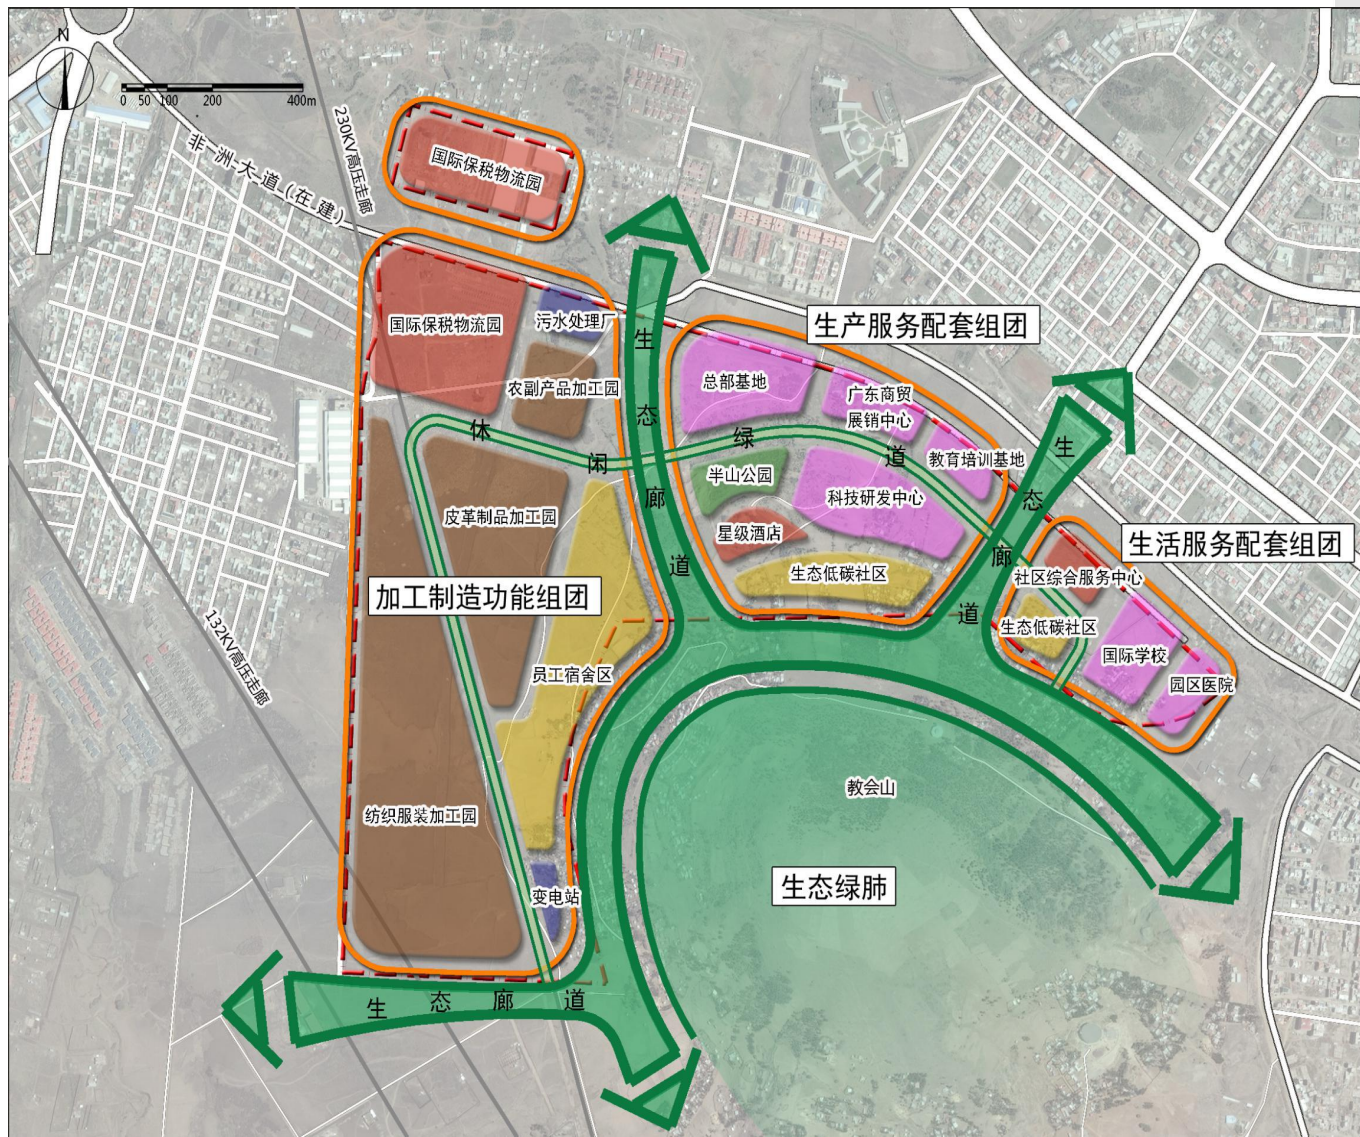 N
0 50 100 200 400m
230KV高压走廊
非洲大道（在建）
国际保税物流园
国际保税物流园
污水处理厂
农副产品加工园
生产服务配套组团
总部基地
广东商贸
展销中心
教育培训基地
半山公园
科技研发中心
星级酒店
生态低碳社区
休闲绿道
生态廊道
生态廊道
生活服务配套组团
社区综合服务中心
生态低碳社区
国际学校
园区医院
皮革制品加工园
加工制造功能组团
132KV高压走廊
员工宿舍区
纺织服装加工园
变电站
教会山
生态绿肺
生态廊道